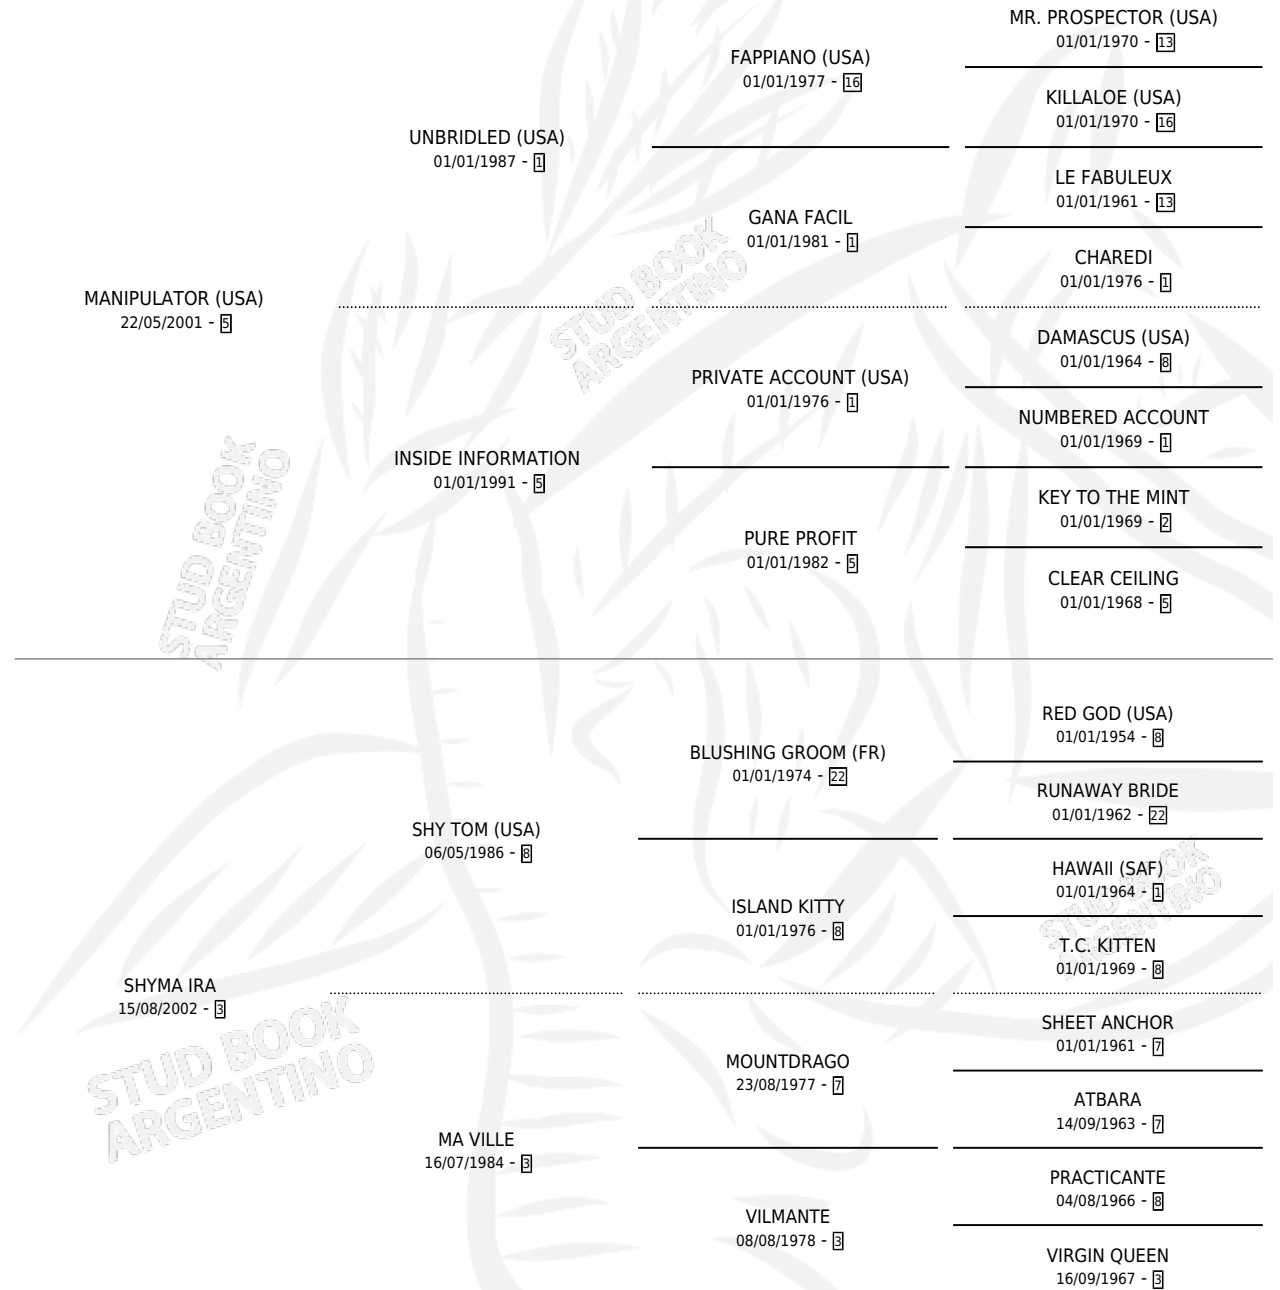 MR. PROSPECTOR (USA)
01/01/1970 - 13
FAPPIANO (USA)
01/01/1977 - 16
KILLALOE (USA)
01/01/1970 - 16
UNBRIDLED (USA)
01/01/1987 - 1
LE FABULEUX
01/01/1961 - 13
GANA FACIL
01/01/1981 - 1
CHAREDI
01/01/1976 - 1
MANIPULATOR (USA)
22/05/2001 - 5
DAMASCUS (USA)
01/01/1964 - 8
PRIVATE ACCOUNT (USA)
01/01/1976 - 1
NUMBERED ACCOUNT
01/01/1969 - 1
INSIDE INFORMATION
01/01/1991 - 5
KEY TO THE MINT
01/01/1969 - 2
PURE PROFIT
01/01/1982 - 5
CLEAR CEILING
01/01/1968 - 5
RED GOD (USA)
01/01/1954 - 8
BLUSHING GROOM (FR)
01/01/1974 - 22
RUNAWAY BRIDE
01/01/1962 - 22
SHY TOM (USA)
06/05/1986 - 8
HAWAII (SAF)
01/01/1964 - 1
ISLAND KITTY
01/01/1976 - 8
T.C. KITTEN
01/01/1969 - 8
SHYMA IRA
15/08/2002 - 3
SHEET ANCHOR
01/01/1961 - 7
MOUNTDRAGO
23/08/1977 - 7
ATBARA
14/09/1963 - 7
MA VILLE
16/07/1984 - 3
PRACTICANTE
04/08/1966 - 8
VILMANTE
08/08/1978 - 3
VIRGIN QUEEN
16/09/1967 - 3
STUD BOOK
ARGENTINO
STUD BOOK
ARGENTINO
STUD BOOK
ARGENTINO
STUD BOOK
ARGENTINO